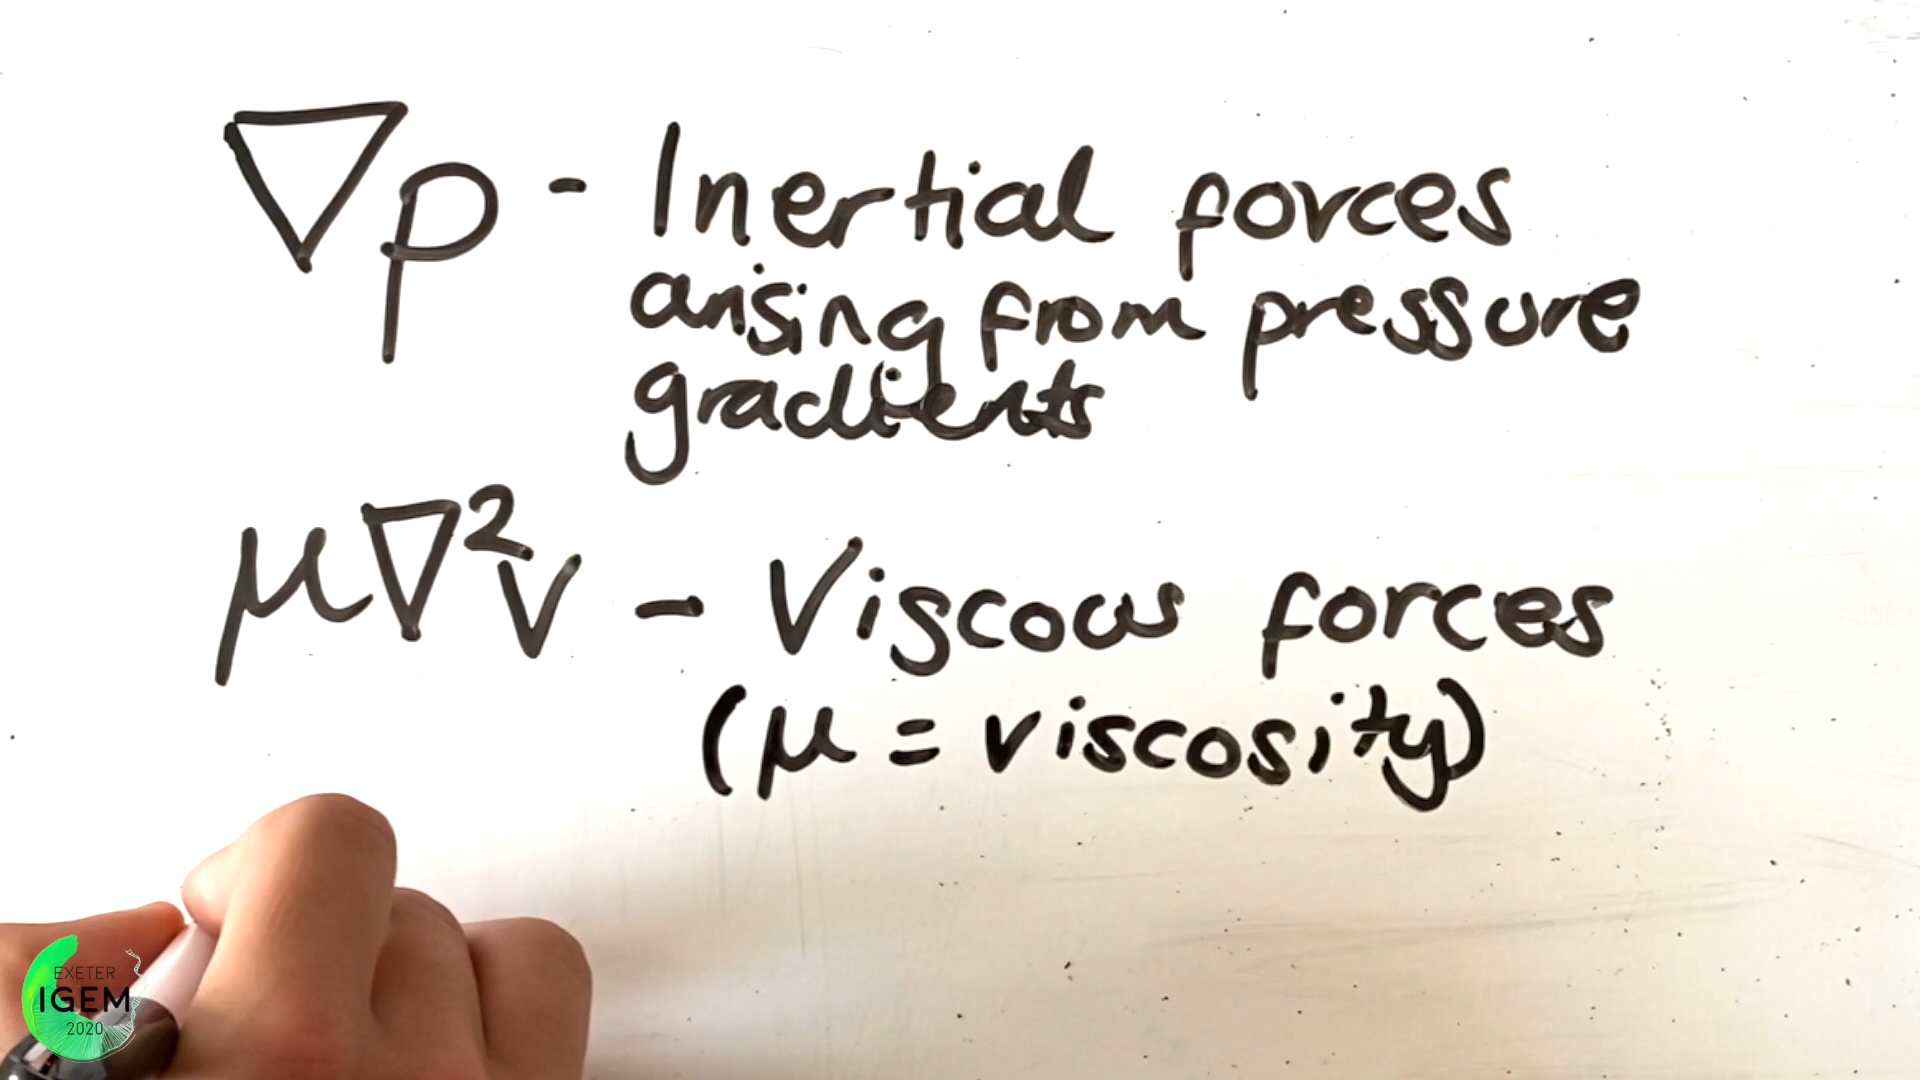 ∇p - Inertial forces
arising from pressure
gradients
μ∇²v - Viscous forces
(μ = viscosity)
EXETER
IGEM
2020